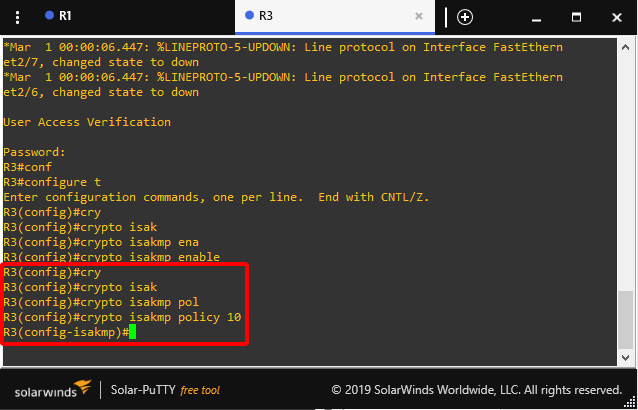 R1
R3
*Mar  1 00:00:06.447: %LINEPROTO-5-UPDOWN: Line protocol on Interface FastEthern
et2/7, changed state to down
*Mar  1 00:00:06.447: %LINEPROTO-5-UPDOWN: Line protocol on Interface FastEthern
et2/6, changed state to down
User Access Verification
Password:
R3#conf
R3#configure t
Enter configuration commands, one per line.  End with CNTL/Z.
R3(config)#cry
R3(config)#crypto isak
R3(config)#crypto isakmp ena
R3(config)#crypto isakmp enable
R3(config)#cry
R3(config)#crypto isak
R3(config)#crypto isakmp pol
R3(config)#crypto isakmp policy 10
R3(config-isakmp)#
solarwinds
Solar-PuTTY free tool
© 2019 SolarWinds Worldwide, LLC. All rights reserved.